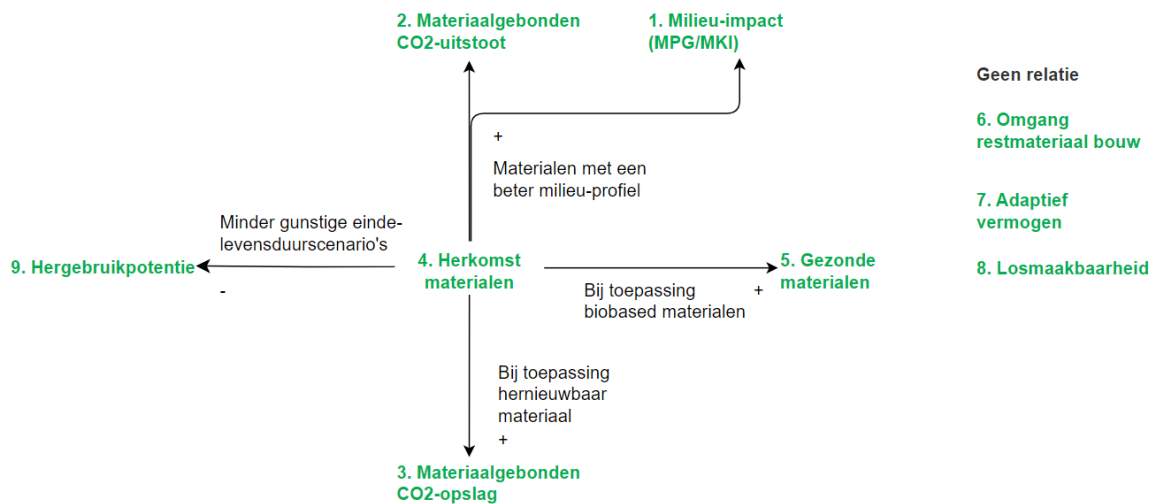 2. Materiaalgebonden
CO2-uitstoot
1. Milieu-impact
(MPG/MKI)
Geen relatie
6. Omgang
restmateriaal bouw
+
Materialen met een
beter milieu-profiel
7. Adaptief
vermogen
Minder gunstige einde-
levensduurscenario's
9. Hergebruikpotentie
-
4. Herkomst
materialen
5. Gezonde
materialen
8. Losmaakbaarheid
Bij toepassing
biobased materialen
+
Bij toepassing
hernieuwbaar
materiaal
+
3. Materiaalgebonden
CO2-opslag